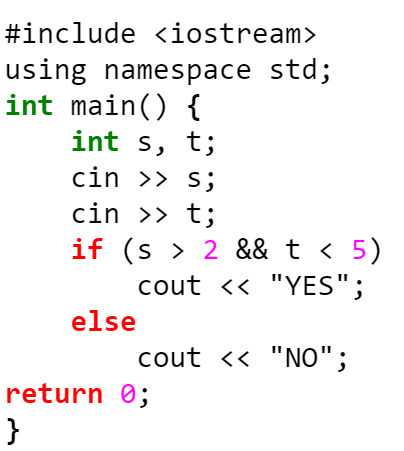 #include <iostream>
using namespace std;
int main() {
    int s, t;
    cin >> s;
    cin >> t;
    if (s > 2 && t < 5)
        cout << "YES";
    else
        cout << "NO";
return 0;
}